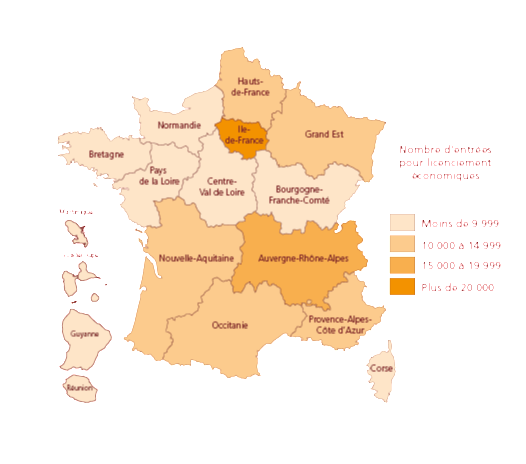 Hauts-
de-France
Normandie
Ile-
de-France
Grand Est
Bretagne
Pays
de la Loire
Centre-
Val de Loire
Bourgogne-
Franche-Comté
Nouvelle-Aquitaine
Auvergne-Rhône-Alpes
Occitanie
Provence-Alpes-
Côte d'Azur
Corse
Guyanne
Réunion
Nombre d'entrées
pour licenciement
économiques
Moins de 9 999
10 000 à 14 999
15 000 à 19 999
Plus de 20 000